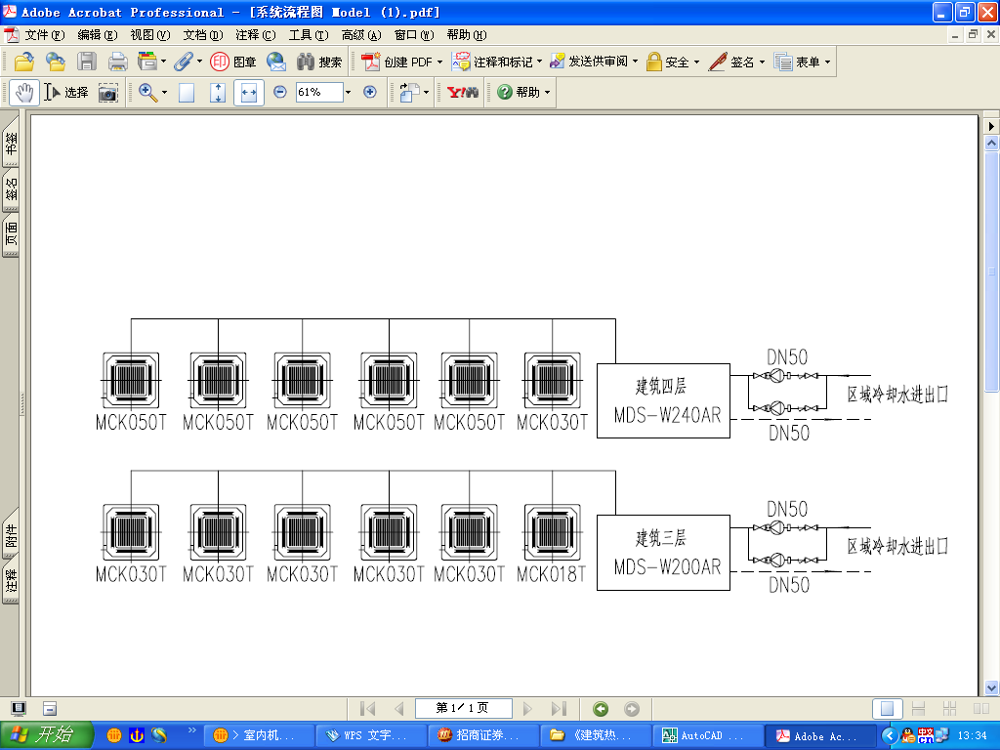 Adobe Acrobat Professional - [系统流程图 Model (1).pdf]
文件(F) 编辑(E) 视图(V) 文档(D) 注释(C) 工具(T) 高级(A) 窗口(W) 帮助(H)
图章 搜索 创建 PDF 注释和标记 发送供审阅 安全 签名 表单
选择 61% Y! 帮助
书签
签名
页面
附件
注释
建筑四层
MDS-W240AR
DN50
DN50
区域冷却水进出口
MCK050T MCK050T MCK050T MCK050T MCK050T MCK030T
建筑三层
MDS-W200AR
DN50
DN50
区域冷却水进出口
MCK030T MCK030T MCK030T MCK030T MCK030T MCK018T
第 1 / 1 页
开始 » > 室内机... WPS 文字... 招商证券... 《建筑热... AutoCAD ... Adobe Ac... 13:34